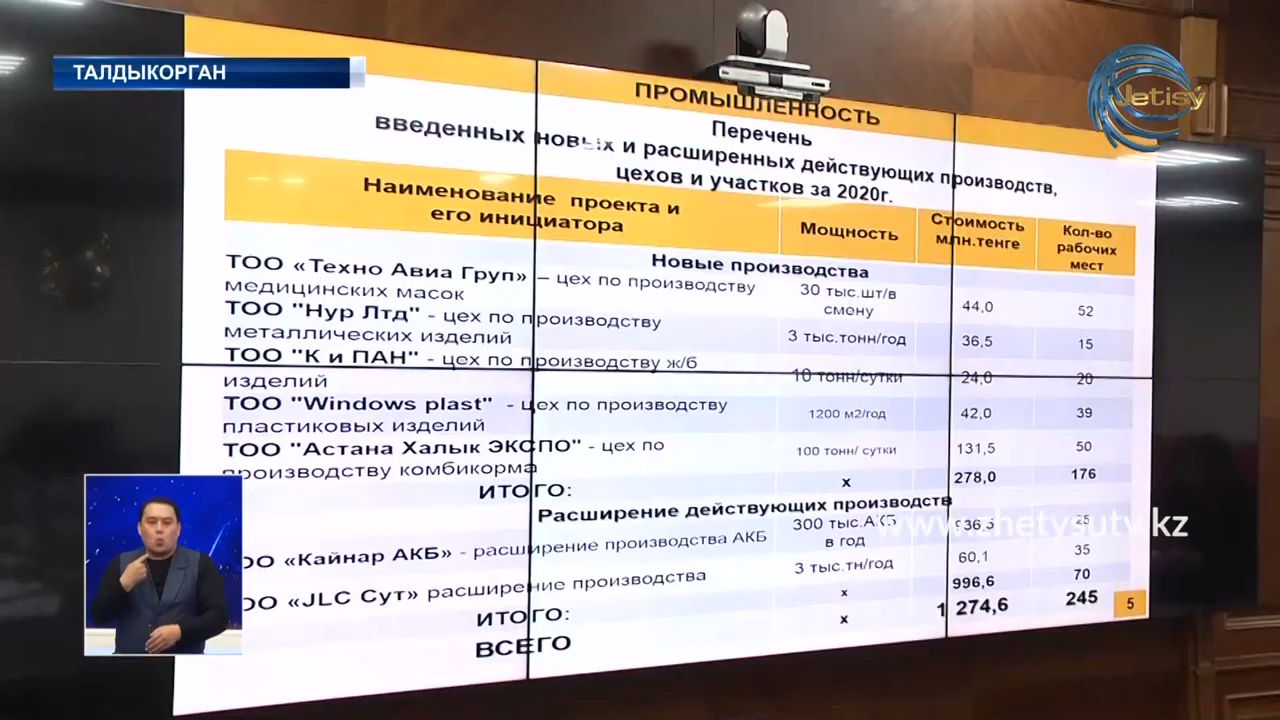 ТАЛДЫКОРГАН
Jetisý
ПРОМЫШЛЕННОСТЬ
Перечень
введенных новых и расширенных действующих производств,
цехов и участков за 2020г.
Наименование проекта и
его инициатора
Мощность
Стоимость
млн.тенге
Кол-во
рабочих
мест
Новые производства
ТОО «Техно Авиа Груп» – цех по производству
медицинских масок
30 тыс.шт/в
смену
44,0
52
ТОО "Нур Лтд" - цех по производству
металлических изделий
3 тыс.тонн/год
36,5
15
ТОО "К и ПАН" - цех по производству ж/б
изделий
10 тонн/сутки
24,0
20
ТОО "Windows plast" - цех по производству
пластиковых изделий
1200 м2/год
42,0
39
ТОО "Астана Халык ЭКСПО" - цех по
производству комбикорма
100 тонн/ сутки
131,5
50
ИТОГО:
х
278,0
176
Расширение действующих производств
ОО «Кайнар АКБ» - расширение производства АКБ
300 тыс.АКБ
в год
936,5
www.zhetysutv.kz
ОО «JLC Сут» расширение производства
3 тыс.тн/год
60,1
35
ИТОГО:
х
996,6
70
ВСЕГО
х
1 274,6
245
5